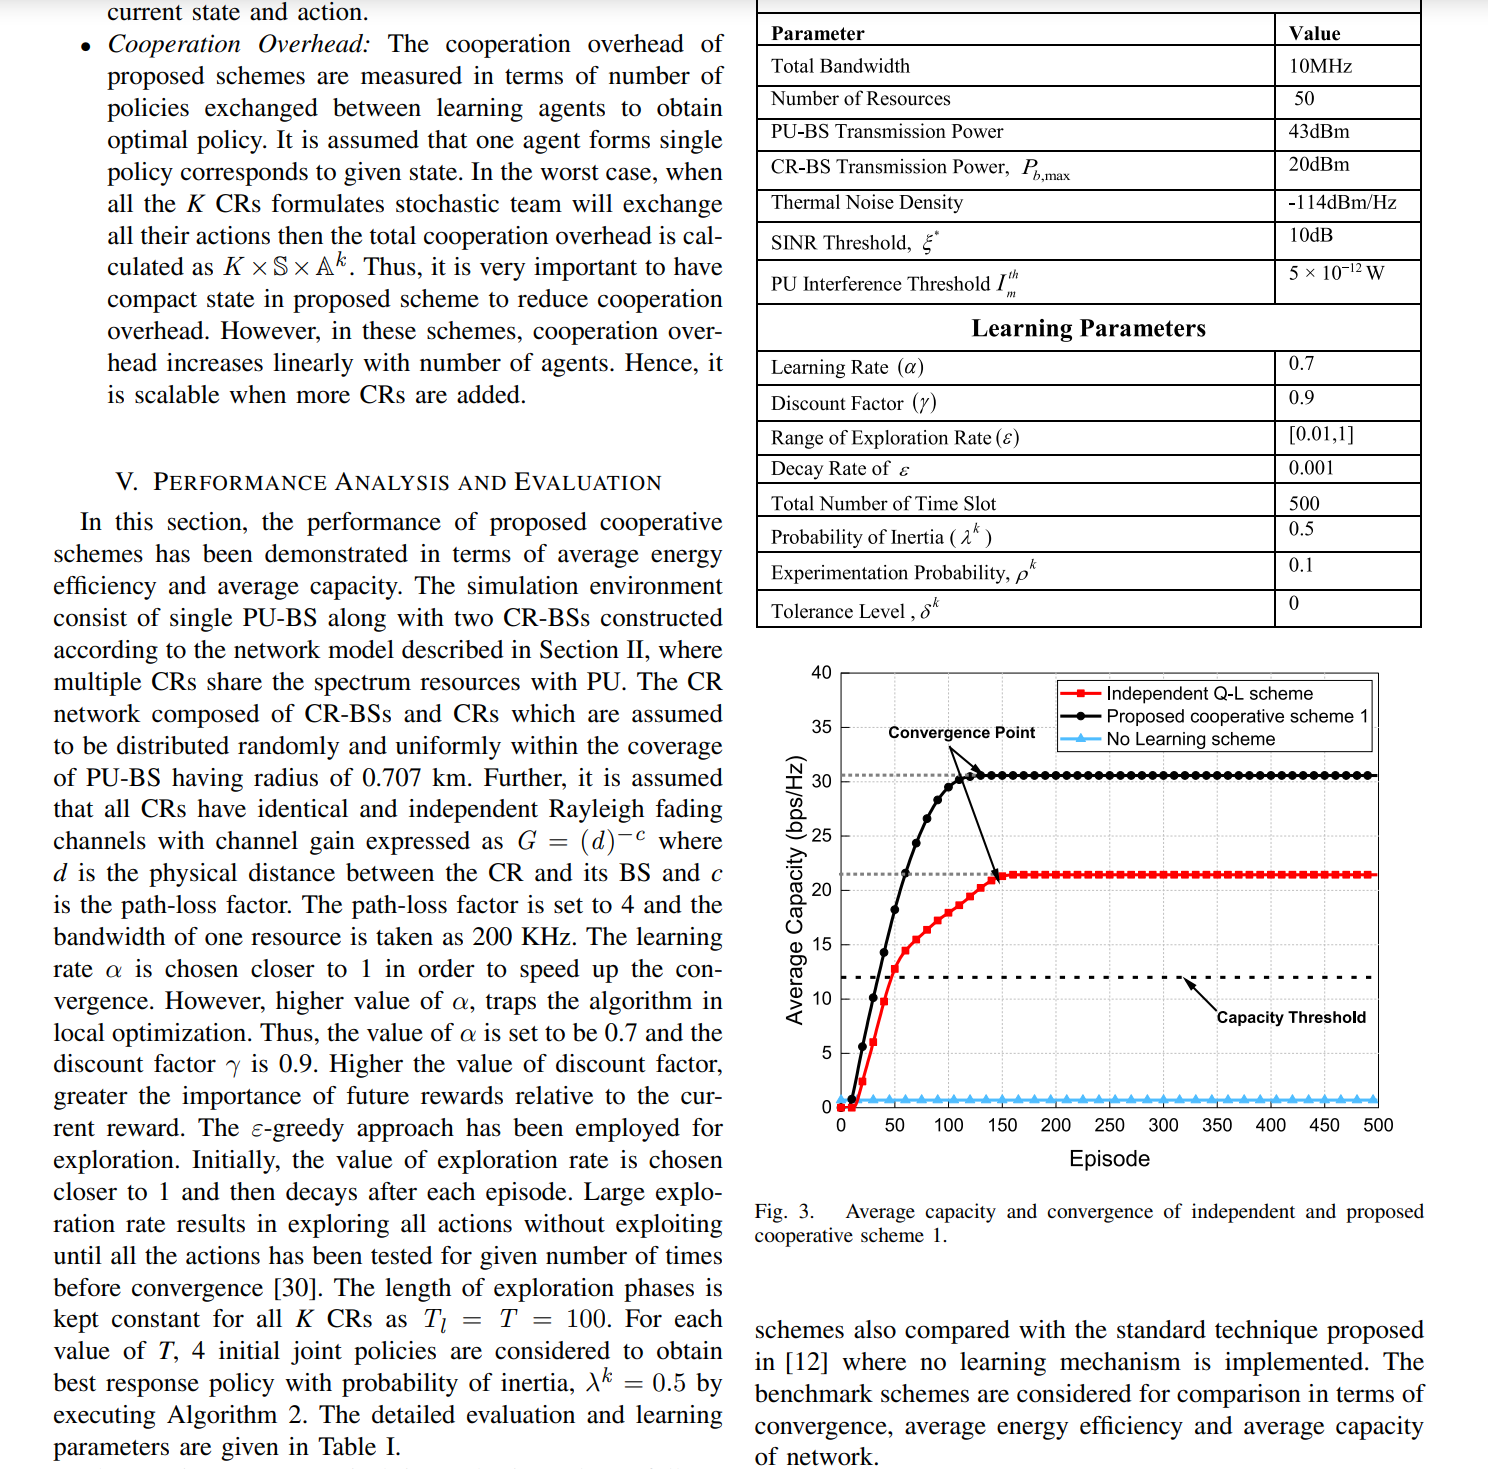 current state and action.
• Cooperation Overhead: The cooperation overhead of
proposed schemes are measured in terms of number of
policies exchanged between learning agents to obtain
optimal policy. It is assumed that one agent forms single
policy corresponds to given state. In the worst case, when
all the K CRs formulates stochastic team will exchange
all their actions then the total cooperation overhead is cal-
culated as K × 𝕊 × 𝔸^k. Thus, it is very important to have
compact state in proposed scheme to reduce cooperation
overhead. However, in these schemes, cooperation over-
head increases linearly with number of agents. Hence, it
is scalable when more CRs are added.
V. PERFORMANCE ANALYSIS AND EVALUATION
In this section, the performance of proposed cooperative
schemes has been demonstrated in terms of average energy
efficiency and average capacity. The simulation environment
consist of single PU-BS along with two CR-BSs constructed
according to the network model described in Section II, where
multiple CRs share the spectrum resources with PU. The CR
network composed of CR-BSs and CRs which are assumed
to be distributed randomly and uniformly within the coverage
of PU-BS having radius of 0.707 km. Further, it is assumed
that all CRs have identical and independent Rayleigh fading
channels with channel gain expressed as G = (d)^−c where
d is the physical distance between the CR and its BS and c
is the path-loss factor. The path-loss factor is set to 4 and the
bandwidth of one resource is taken as 200 KHz. The learning
rate α is chosen closer to 1 in order to speed up the con-
vergence. However, higher value of α, traps the algorithm in
local optimization. Thus, the value of α is set to be 0.7 and the
discount factor γ is 0.9. Higher the value of discount factor,
greater the importance of future rewards relative to the cur-
rent reward. The ε-greedy approach has been employed for
exploration. Initially, the value of exploration rate is chosen
closer to 1 and then decays after each episode. Large explo-
ration rate results in exploring all actions without exploiting
until all the actions has been tested for given number of times
before convergence [30]. The length of exploration phases is
kept constant for all K CRs as T_l = T = 100. For each
value of T, 4 initial joint policies are considered to obtain
best response policy with probability of inertia, λ^k = 0.5 by
executing Algorithm 2. The detailed evaluation and learning
parameters are given in Table I.
Parameter Value
Total Bandwidth 10MHz
Number of Resources 50
PU-BS Transmission Power 43dBm
CR-BS Transmission Power, P_b,max 20dBm
Thermal Noise Density -114dBm/Hz
SINR Threshold, ξ* 10dB
PU Interference Threshold I_m^th 5 × 10^−12 W
Learning Parameters
Learning Rate (α) 0.7
Discount Factor (γ) 0.9
Range of Exploration Rate (ε) [0.01,1]
Decay Rate of ε 0.001
Total Number of Time Slot 500
Probability of Inertia (λ^k) 0.5
Experimentation Probability, ρ^k 0.1
Tolerance Level , δ^k 0
40
35
30
25
20
15
10
5
0
Average Capacity (bps/Hz)
Independent Q-L scheme
Proposed cooperative scheme 1
No Learning scheme
Convergence Point
Capacity Threshold
0 50 100 150 200 250 300 350 400 450 500
Episode
Fig. 3. Average capacity and convergence of independent and proposed
cooperative scheme 1.
schemes also compared with the standard technique proposed
in [12] where no learning mechanism is implemented. The
benchmark schemes are considered for comparison in terms of
convergence, average energy efficiency and average capacity
of network.